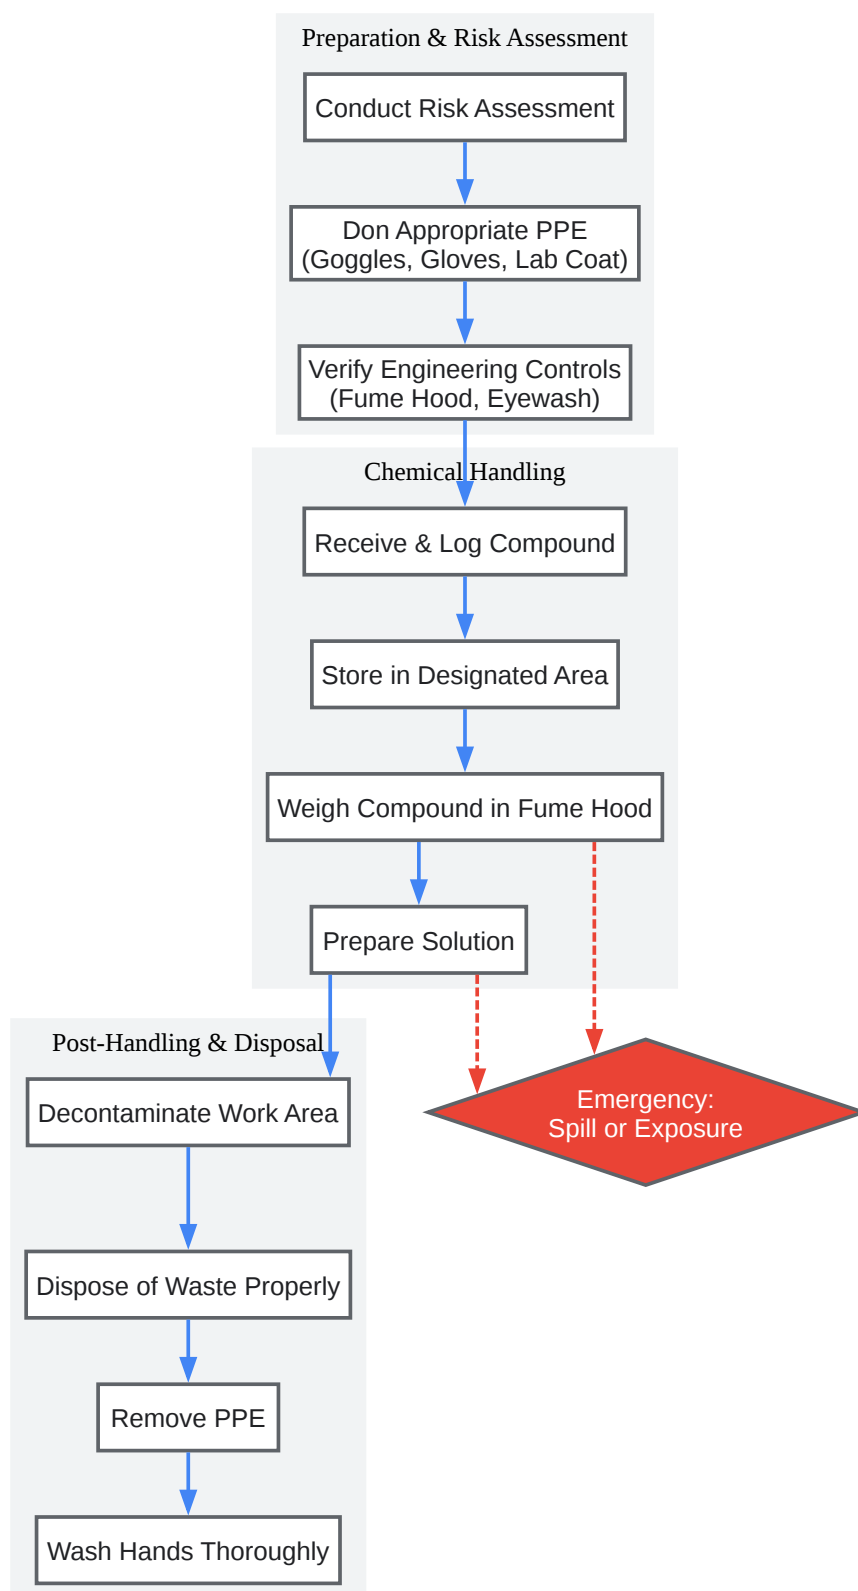 Preparation & Risk Assessment
Conduct Risk Assessment
Don Appropriate PPE
(Goggles, Gloves, Lab Coat)
Verify Engineering Controls
(Fume Hood, Eyewash)
Chemical Handling
Receive & Log Compound
Store in Designated Area
Weigh Compound in Fume Hood
Prepare Solution
Post-Handling & Disposal
Decontaminate Work Area
Emergency:
Spill or Exposure
Dispose of Waste Properly
Remove PPE
Wash Hands Thoroughly